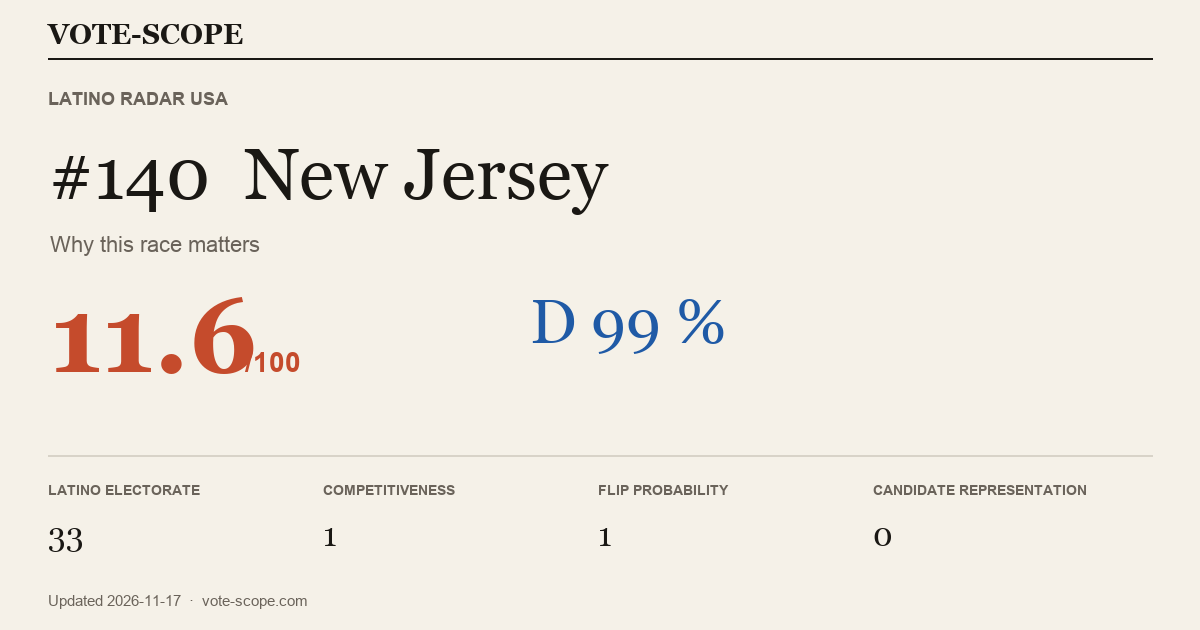 VOTE-SCOPE
LATINO RADAR USA
#140 New Jersey
Why this race matters
11.6/100
D 99 %
LATINO ELECTORATE COMPETITIVENESS FLIP PROBABILITY CANDIDATE REPRESENTATION
33 1 1 0
Updated 2026-11-17 · vote-scope.com